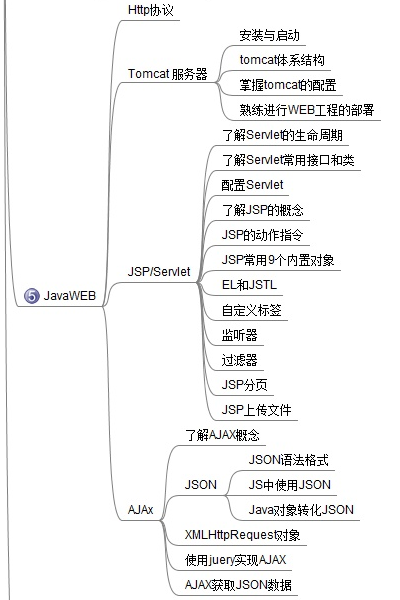 Http协议
Tomcat 服务器
安装与启动
tomcat体系结构
掌握tomcat的配置
熟练进行WEB工程的部署
5 JavaWEB
JSP/Servlet
了解Servlet的生命周期
了解Servlet常用接口和类
配置Servlet
了解JSP的概念
JSP的动作指令
JSP常用9个内置对象
EL和JSTL
自定义标签
监听器
过滤器
JSP分页
JSP上传文件
AJAx
了解AJAX概念
JSON
JSON语法格式
JS中使用JSON
Java对象转化JSON
XMLHttpRequest对象
使用juery实现AJAX
AJAX获取JSON数据